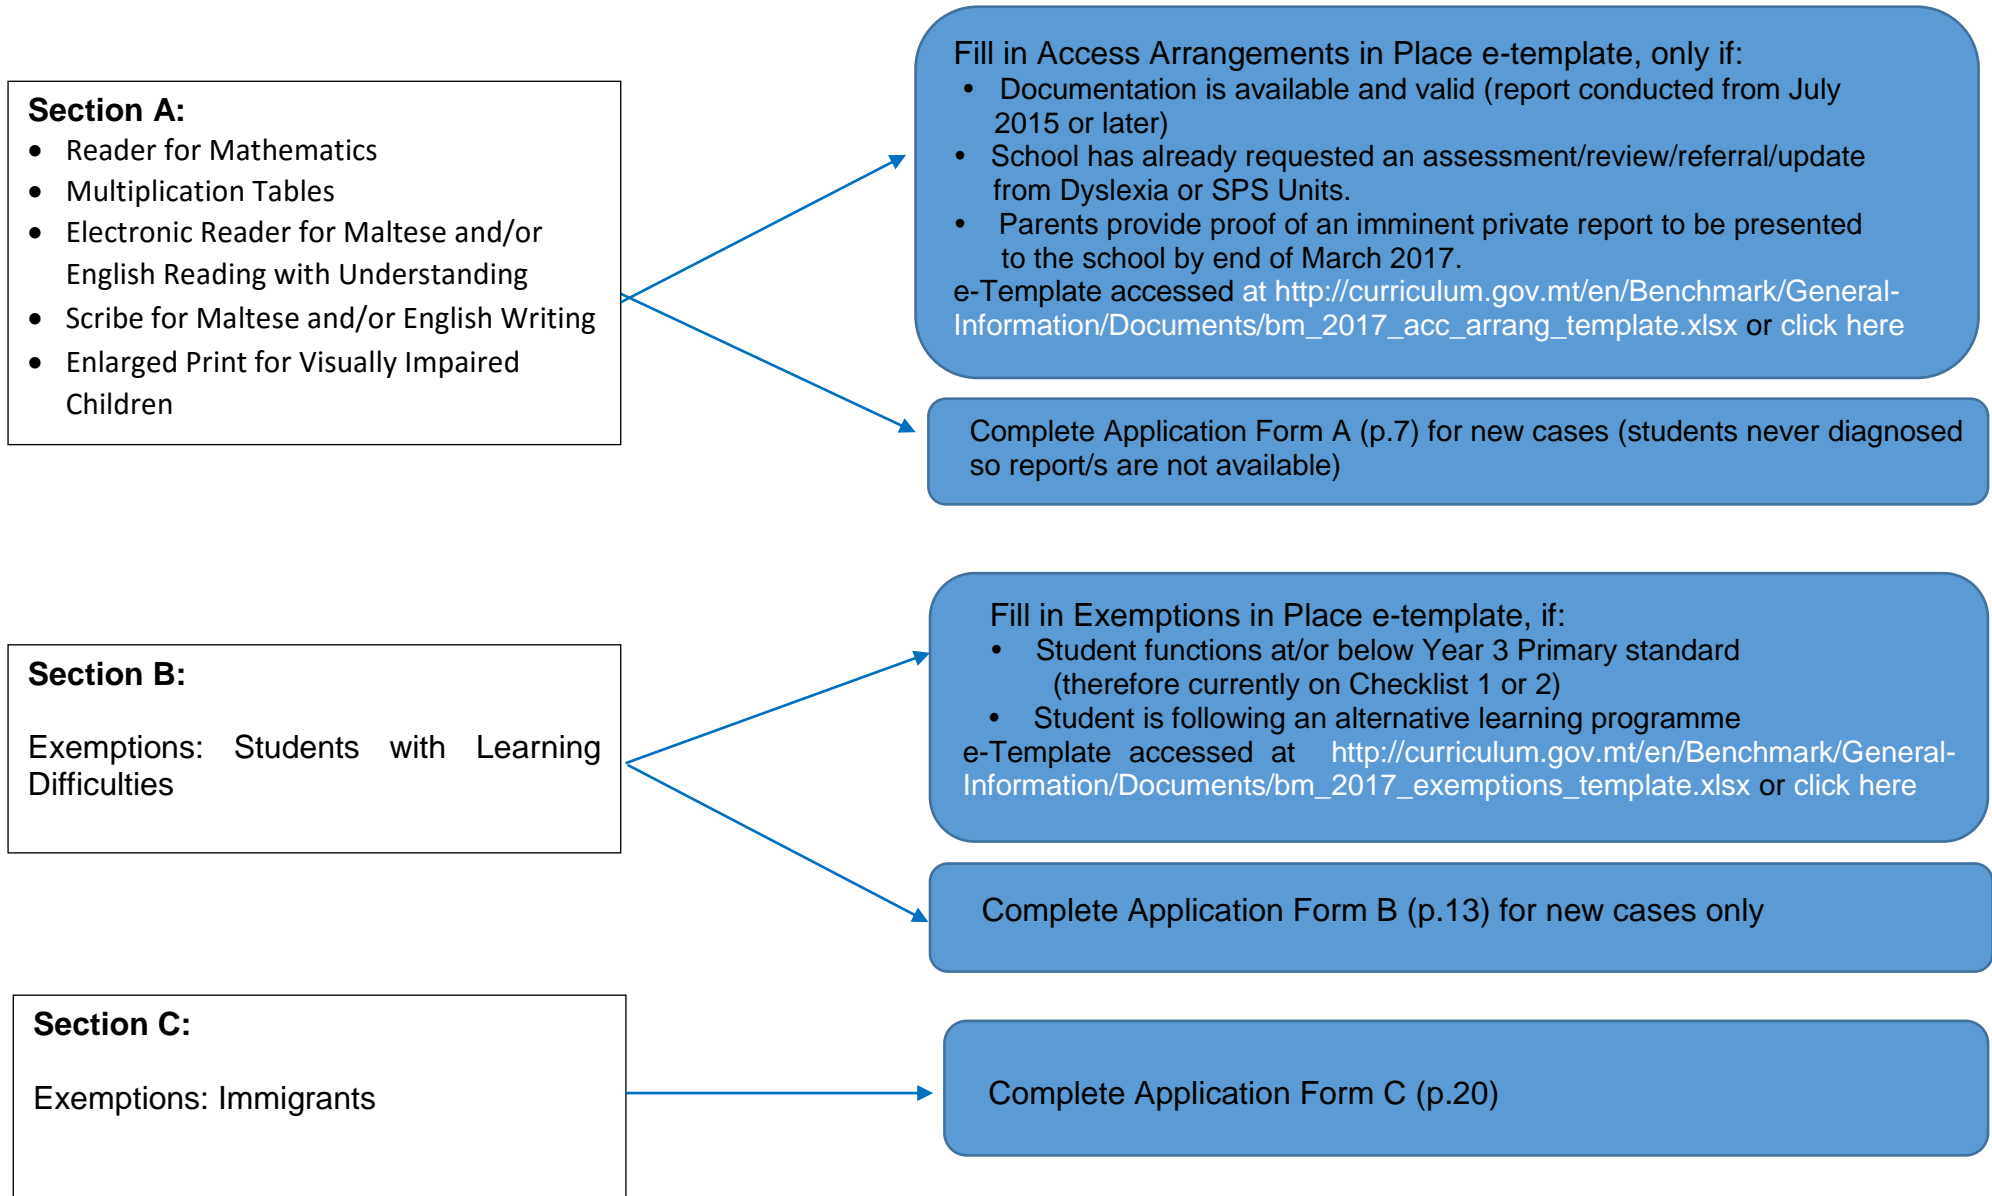 Section A:
• Reader for Mathematics
• Multiplication Tables
• Electronic Reader for Maltese and/or
English Reading with Understanding
• Scribe for Maltese and/or English Writing
• Enlarged Print for Visually Impaired
Children
Fill in Access Arrangements in Place e-template, only if:
• Documentation is available and valid (report conducted from July
2015 or later)
• School has already requested an assessment/review/referral/update
from Dyslexia or SPS Units.
• Parents provide proof of an imminent private report to be presented
to the school by end of March 2017.
e-Template accessed at http://curriculum.gov.mt/en/Benchmark/General-
Information/Documents/bm_2017_acc_arrang_template.xlsx or click here
Complete Application Form A (p.7) for new cases (students never diagnosed
so report/s are not available)
Section B:
Exemptions: Students with Learning
Difficulties
Fill in Exemptions in Place e-template, if:
• Student functions at/or below Year 3 Primary standard
(therefore currently on Checklist 1 or 2)
• Student is following an alternative learning programme
e-Template accessed at http://curriculum.gov.mt/en/Benchmark/General-
Information/Documents/bm_2017_exemptions_template.xlsx or click here
Complete Application Form B (p.13) for new cases only
Section C:
Exemptions: Immigrants
Complete Application Form C (p.20)